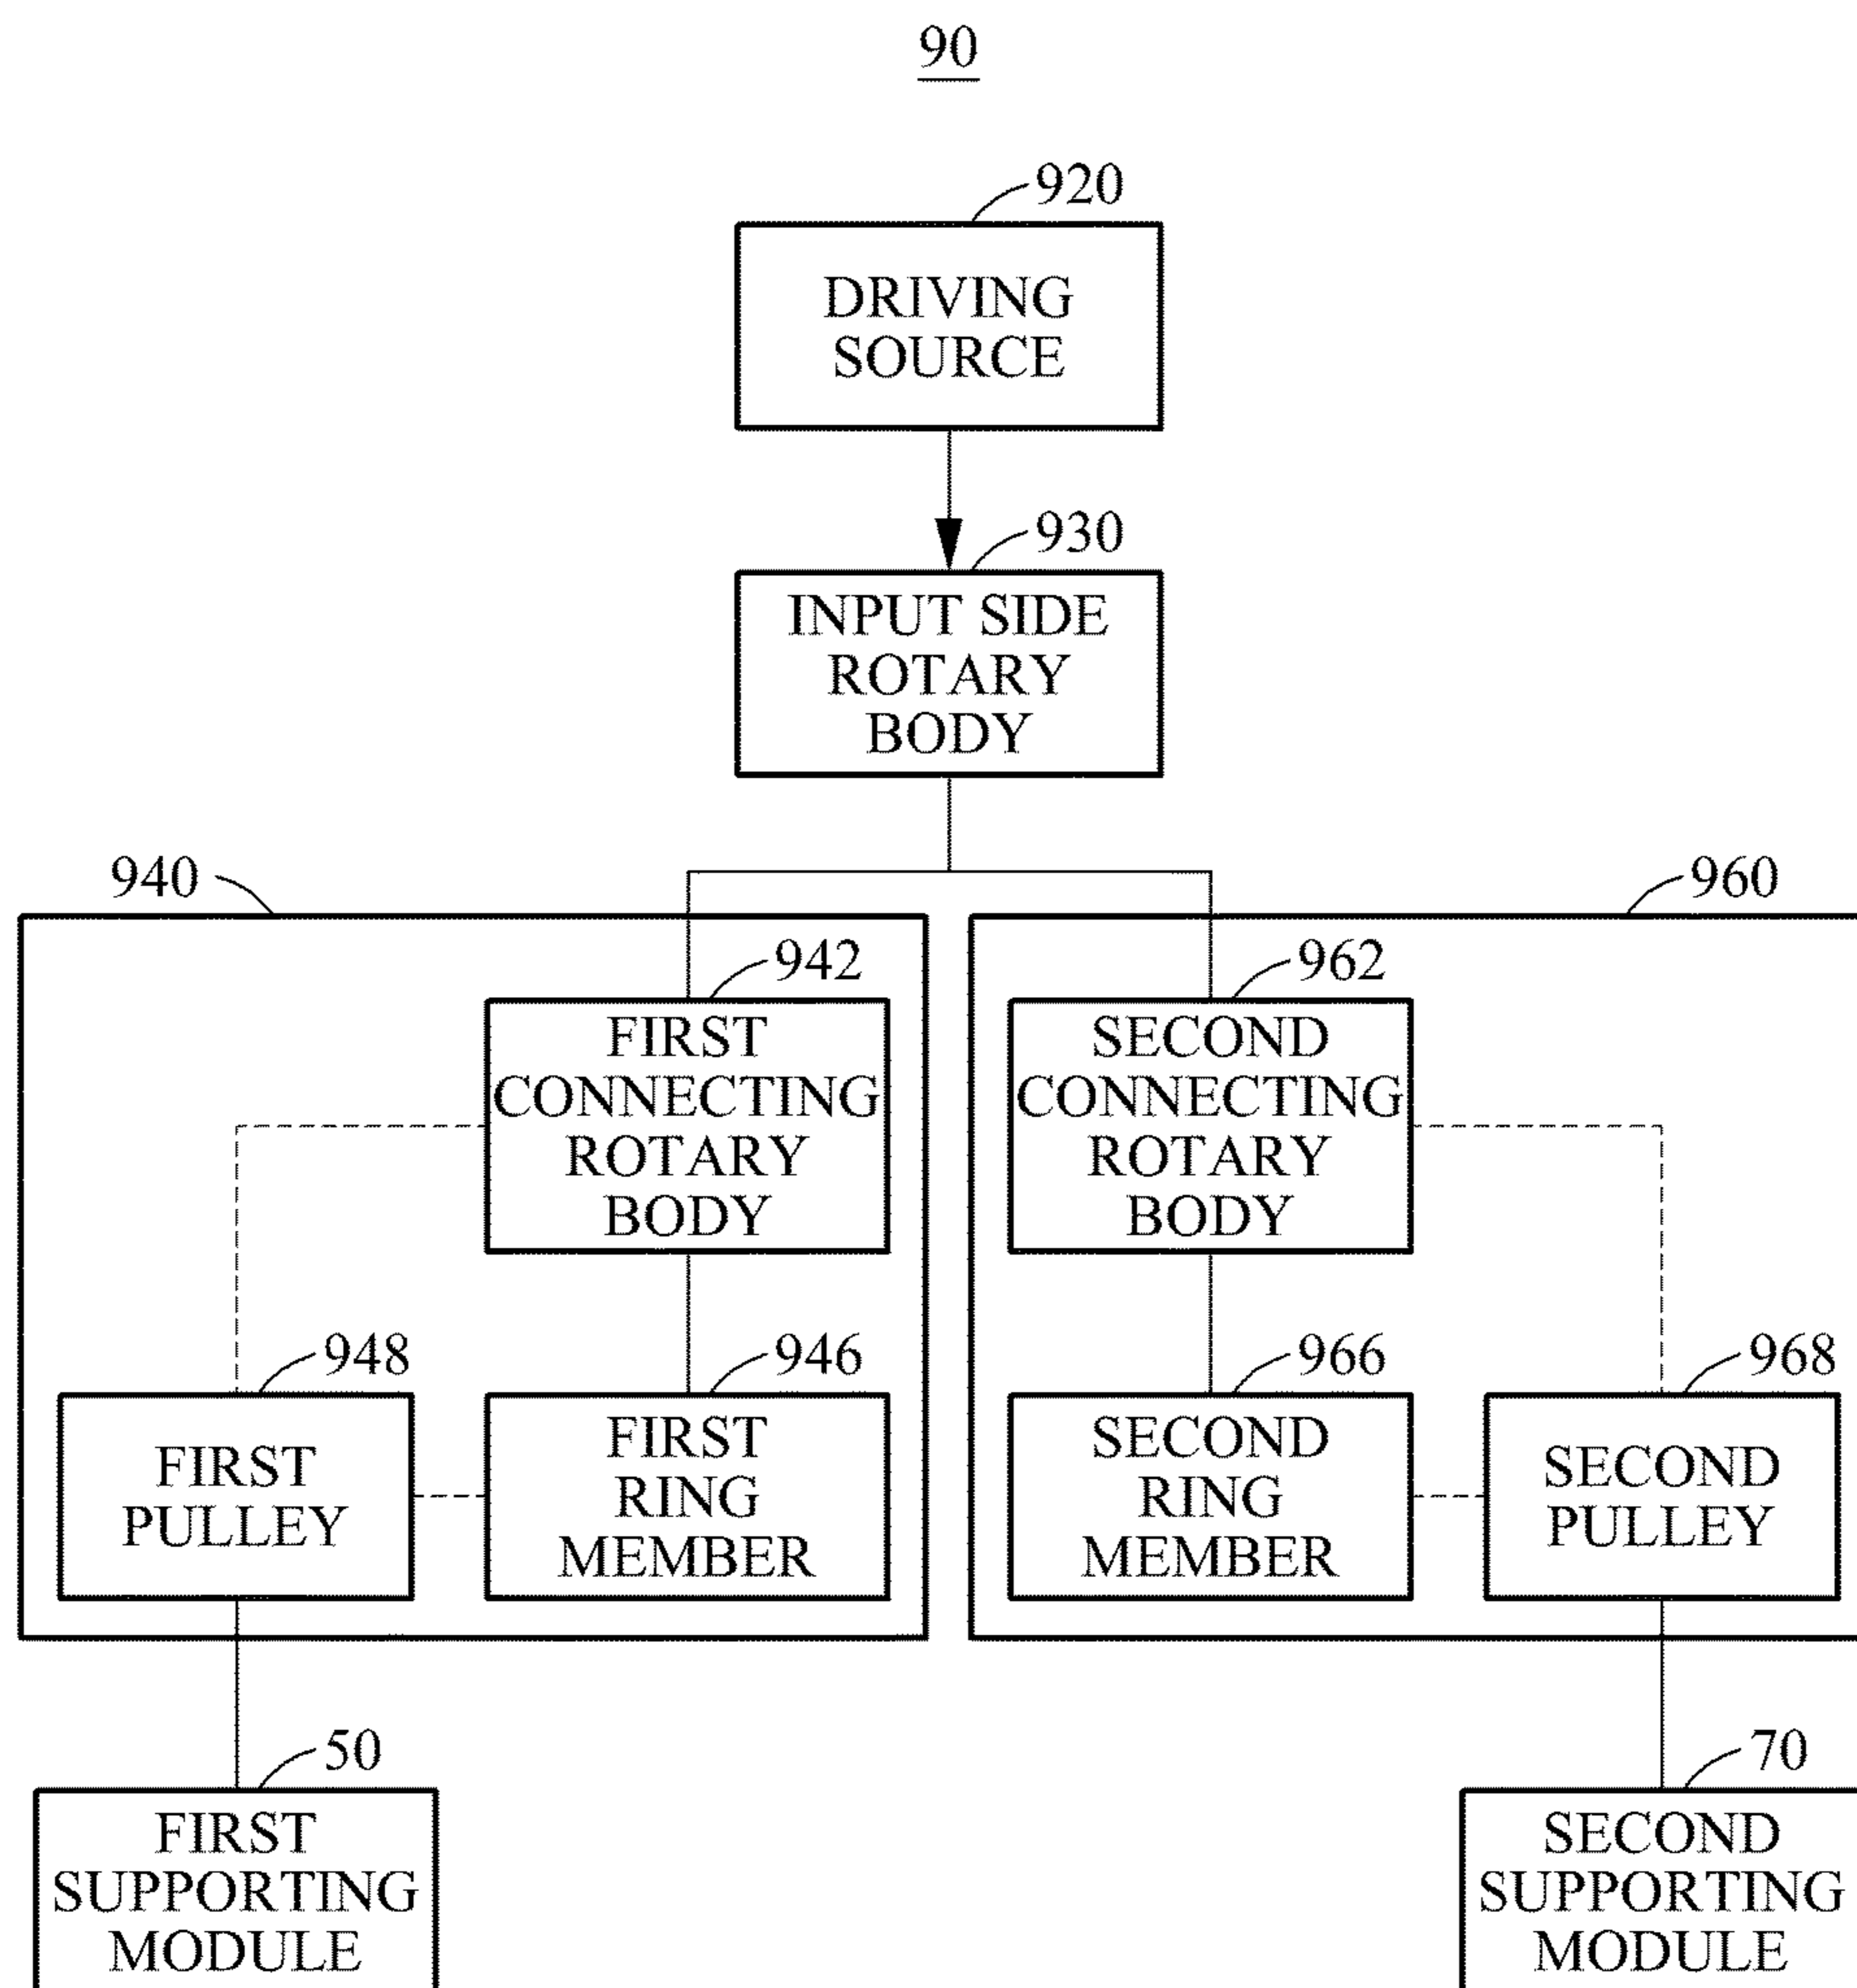 90
920
DRIVING
SOURCE
930
INPUT SIDE
ROTARY
BODY
940
960
942
FIRST
CONNECTING
ROTARY
BODY
962
SECOND
CONNECTING
ROTARY
BODY
948
FIRST
PULLEY
946
FIRST
RING
MEMBER
966
SECOND
RING
MEMBER
968
SECOND
PULLEY
50
FIRST
SUPPORTING
MODULE
70
SECOND
SUPPORTING
MODULE